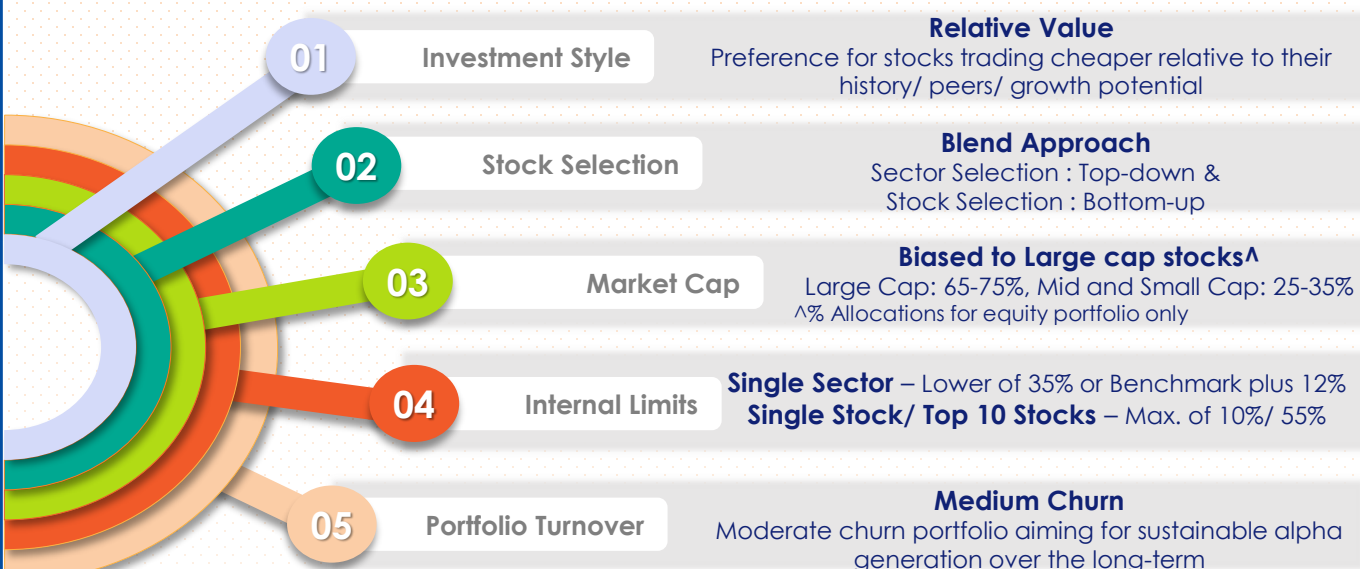 01
Investment Style
Relative Value
Preference for stocks trading cheaper relative to their
history/ peers/ growth potential
02
Stock Selection
Blend Approach
Sector Selection : Top-down &
Stock Selection : Bottom-up
03
Market Cap
Biased to Large cap stocks^
Large Cap: 65-75%, Mid and Small Cap: 25-35%
^% Allocations for equity portfolio only
04
Internal Limits
Single Sector – Lower of 35% or Benchmark plus 12%
Single Stock/ Top 10 Stocks – Max. of 10%/ 55%
05
Portfolio Turnover
Medium Churn
Moderate churn portfolio aiming for sustainable alpha
generation over the long-term